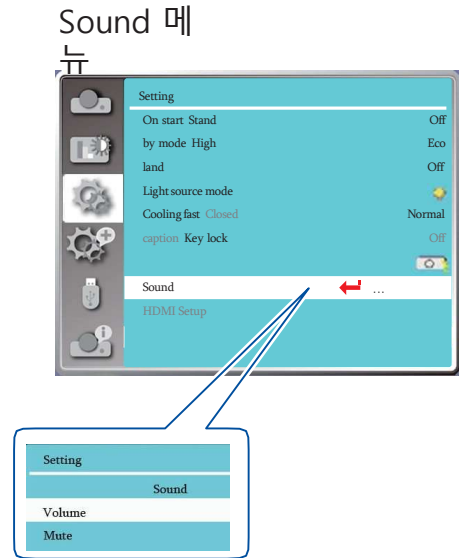 Sound 메
뉴
Setting
On start Stand Off
by mode High Eco
land Off
Light source mode
Cooling fast Closed Normal
caption Key lock Off
Sound ...
HDMI Setup
Setting
Sound
Volume
Mute